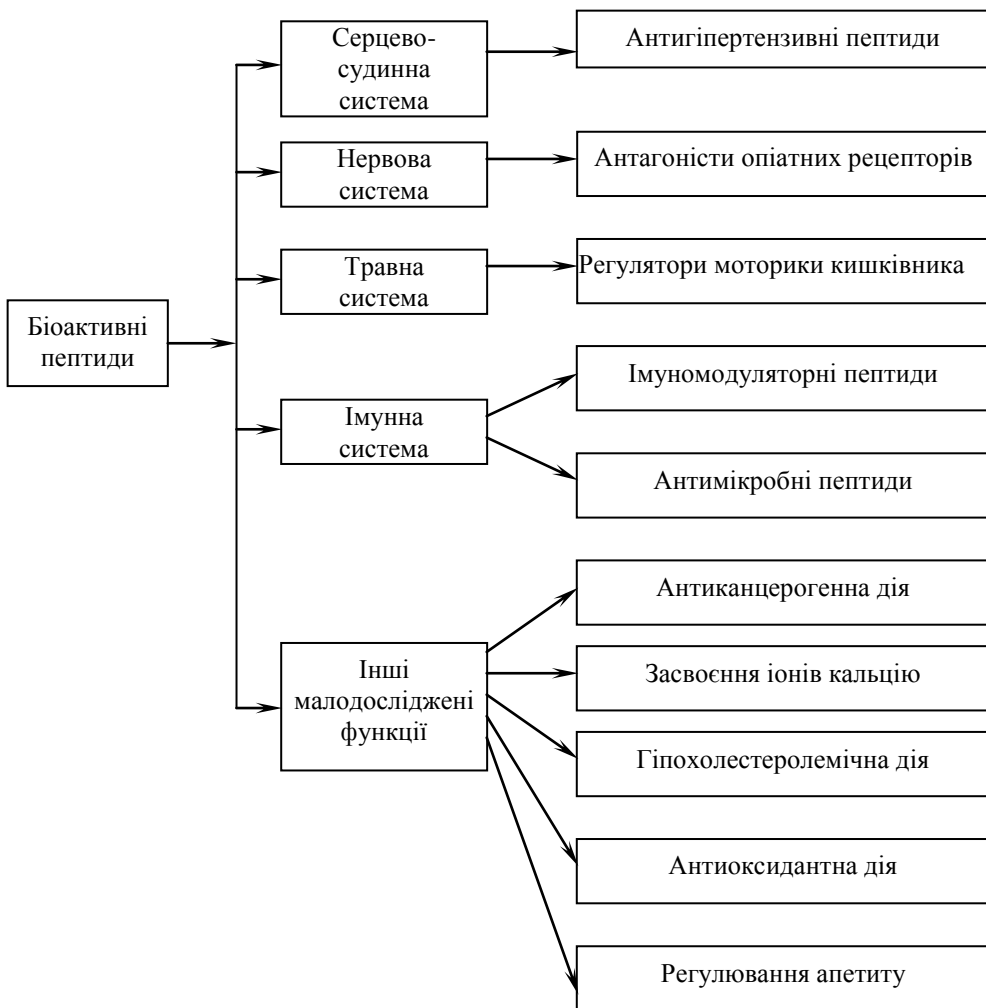 Біоактивні
пептиди
Серцево-
судинна
система
Антигіпертензивні пептиди
Нервова
система
Антагоністи опіатних рецепторів
Травна
система
Регулятори моторики кишківника
Імунна
система
Імуномодуляторні пептиди
Антимікробні пептиди
Інші
малодосліджені
функції
Антиканцерогенна дія
Засвоєння іонів кальцію
Гіпохолестеролемічна дія
Антиоксидантна дія
Регулювання апетиту